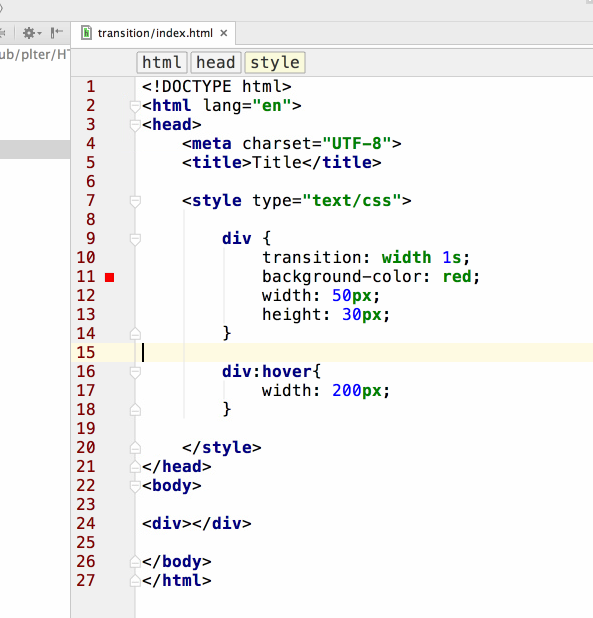 transition/index.html
ub/plter/HT
html head style
1 <!DOCTYPE html>
2 <html lang="en">
3 <head>
4     <meta charset="UTF-8">
5     <title>Title</title>
6
7     <style type="text/css">
8
9         div {
10             transition: width 1s;
11             background-color: red;
12             width: 50px;
13             height: 30px;
14         }
15
16         div:hover{
17             width: 200px;
18         }
19
20     </style>
21 </head>
22 <body>
23
24 <div></div>
25
26 </body>
27 </html>